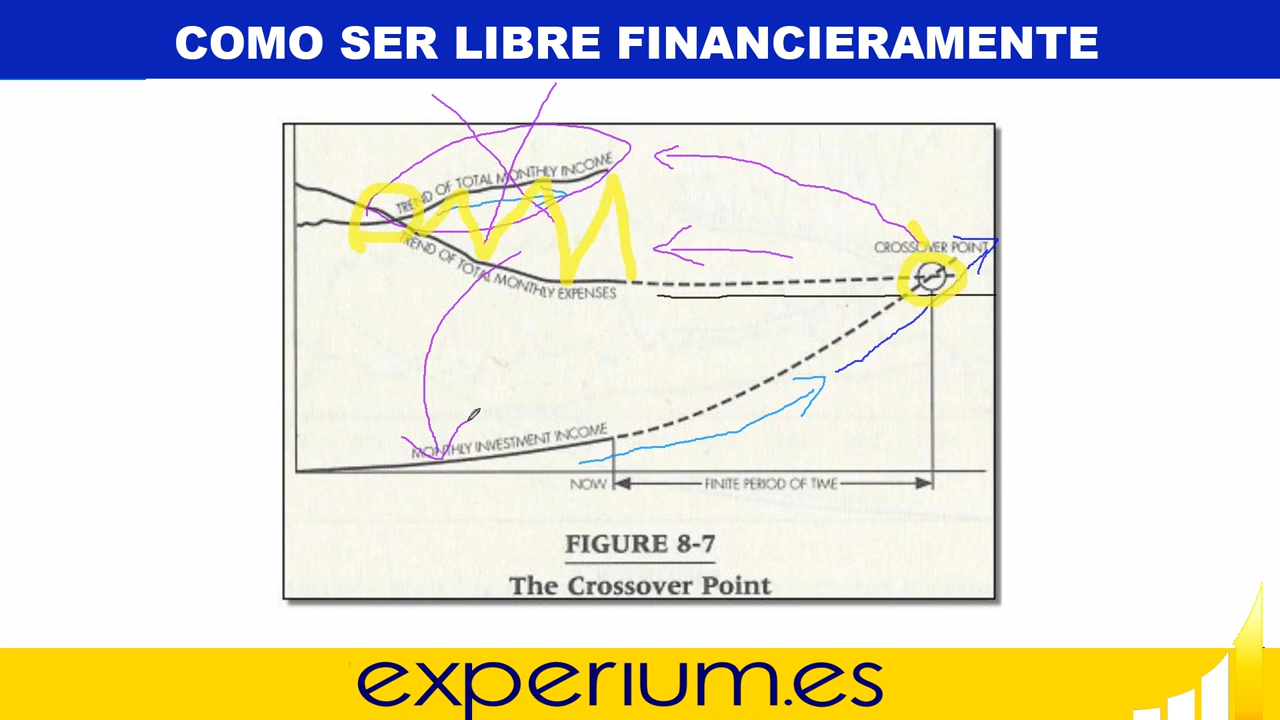 COMO SER LIBRE FINANCIERAMENTE
TREND OF TOTAL MONTHLY INCOME
CROSSOVER POINT
TREND OF TOTAL MONTHLY EXPENSES
MONTHLY INVESTMENT INCOME
NOW
FINITE PERIOD OF TIME
FIGURE 8-7
The Crossover Point
experium.es